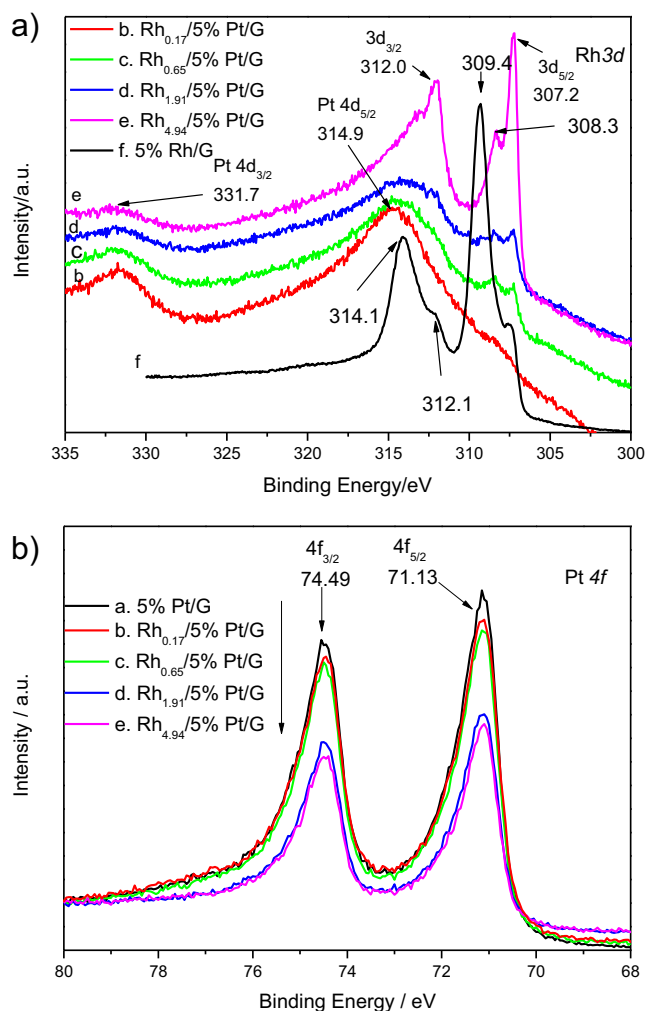 a)
b. Rh0.17/5% Pt/G
c. Rh0.65/5% Pt/G
d. Rh1.91/5% Pt/G
e. Rh4.94/5% Pt/G
f. 5% Rh/G
3d3/2
312.0
309.4
Rh3d
3d5/2
307.2
308.3
Pt 4d5/2
314.9
Pt 4d3/2
331.7
e
d
c
b
f
314.1
312.1
Intensity/a.u.
335 330 325 320 315 310 305 300
Binding Energy/eV
b)
4f3/2
74.49
4f5/2
71.13
Pt 4f
a. 5% Pt/G
b. Rh0.17/5% Pt/G
c. Rh0.65/5% Pt/G
d. Rh1.91/5% Pt/G
e. Rh4.94/5% Pt/G
Intensity / a.u.
80 78 76 74 72 70 68
Binding Energy / eV